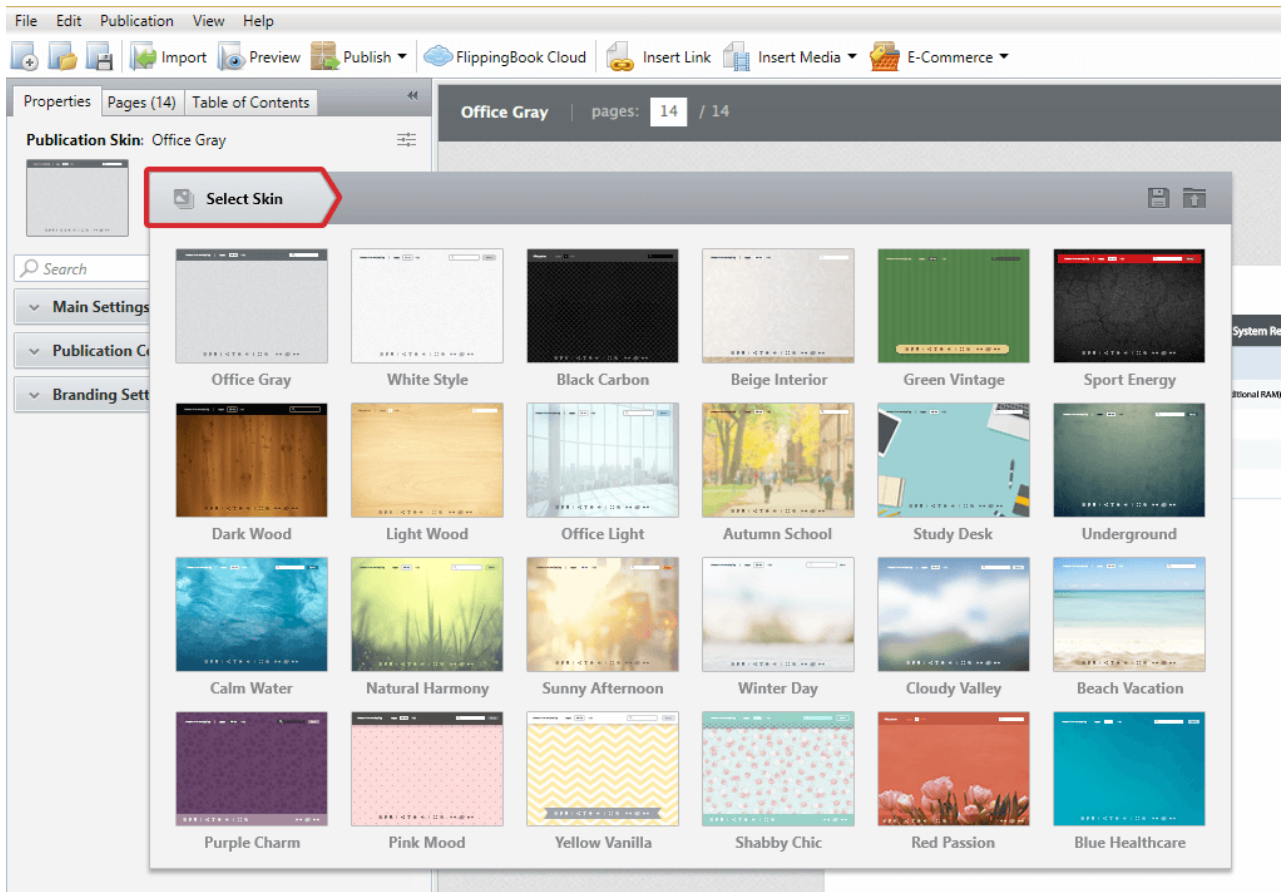 File Edit Publication View Help
Import Preview Publish FlippingBook Cloud Insert Link Insert Media E-Commerce
Properties Pages (14) Table of Contents
Office Gray pages: 14 / 14
Publication Skin: Office Gray
Select Skin
Search
Main Settings
Publication
Branding
System
RAM)
Office Gray White Style Black Carbon Beige Interior Green Vintage Sport Energy
Dark Wood Light Wood Office Light Autumn School Study Desk Underground
Calm Water Natural Harmony Sunny Afternoon Winter Day Cloudy Valley Beach Vacation
Purple Charm Pink Mood Yellow Vanilla Shabby Chic Red Passion Blue Healthcare